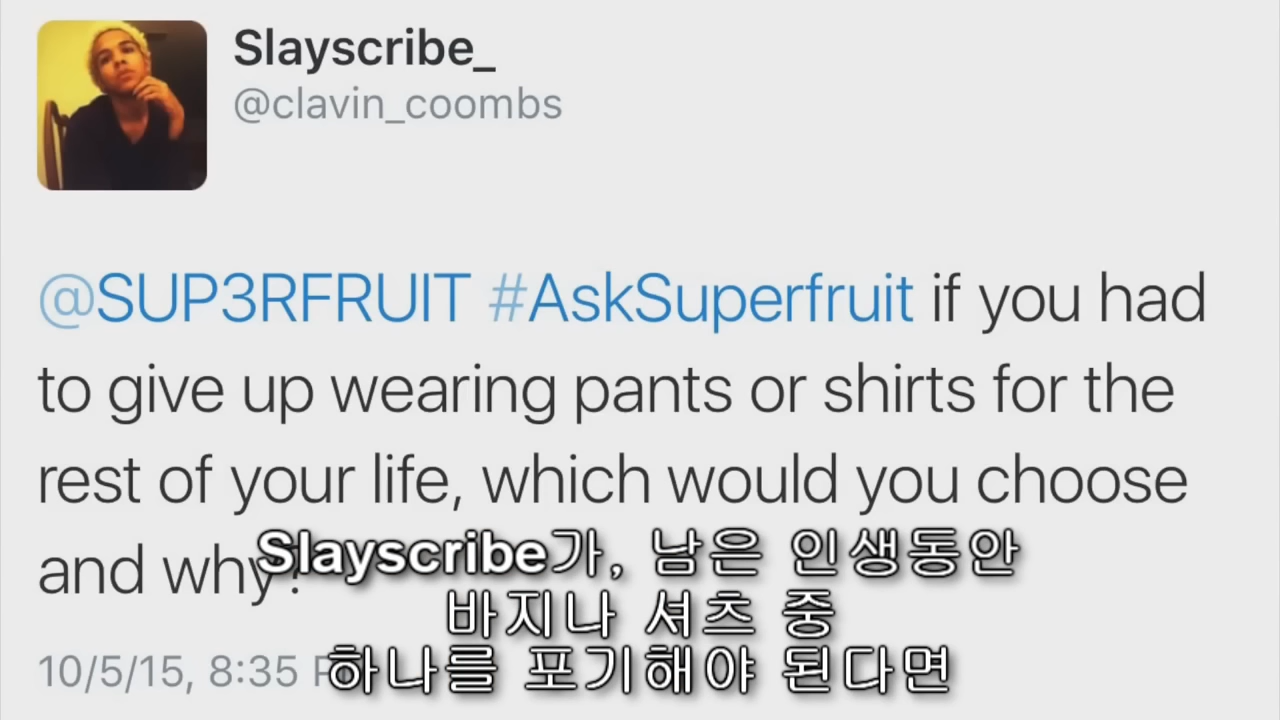 Slayscribe_
@clavin_coombs
@SUP3RFRUIT #AskSuperfruit if you had
to give up wearing pants or shirts for the
rest of your life, which would you choose
and why?
Slayscribe가, 남은 인생동안
바지나 셔츠 중
하나를 포기해야 된다면
10/5/15, 8:35